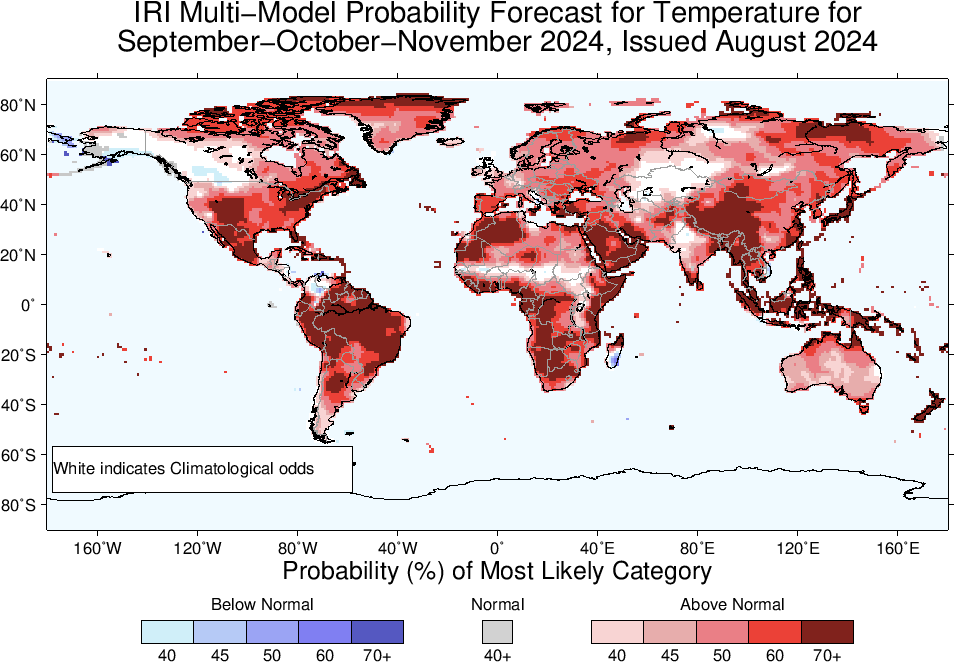 IRI Multi−Model Probability Forecast for Temperature for
September−October−November 2024, Issued August 2024
80˚N
60˚N
40˚N
20˚N
0˚
20˚S
40˚S
60˚S
80˚S
White indicates Climatological odds
160˚W 120˚W 80˚W 40˚W 0˚ 40˚E 80˚E 120˚E 160˚E
Probability (%) of Most Likely Category
Below Normal Normal Above Normal
40 45 50 60 70+ 40+ 40 45 50 60 70+